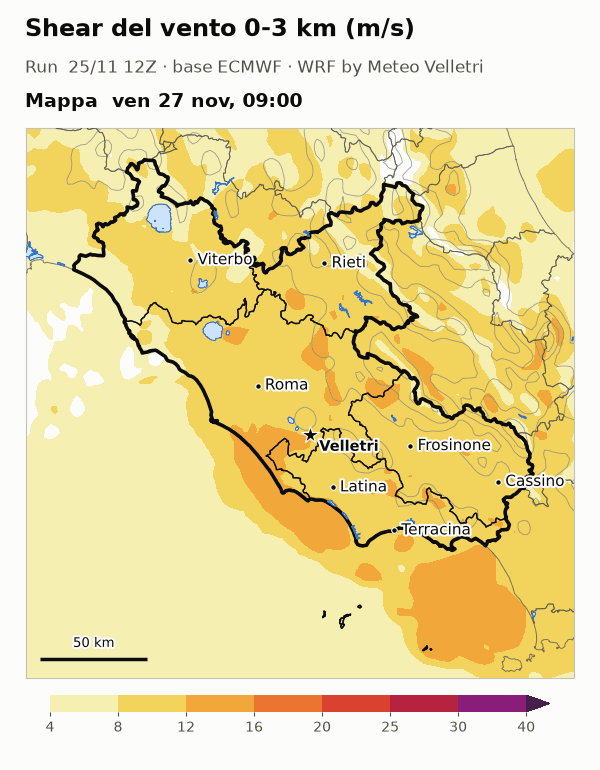 Shear del vento 0-3 km (m/s)
Run  25/11 12Z · base ECMWF · WRF by Meteo Velletri
Mappa  ven 27 nov, 09:00
Viterbo
Rieti
Roma
Velletri
Frosinone
Latina
Cassino
Terracina
50 km
4 8 12 16 20 25 30 40